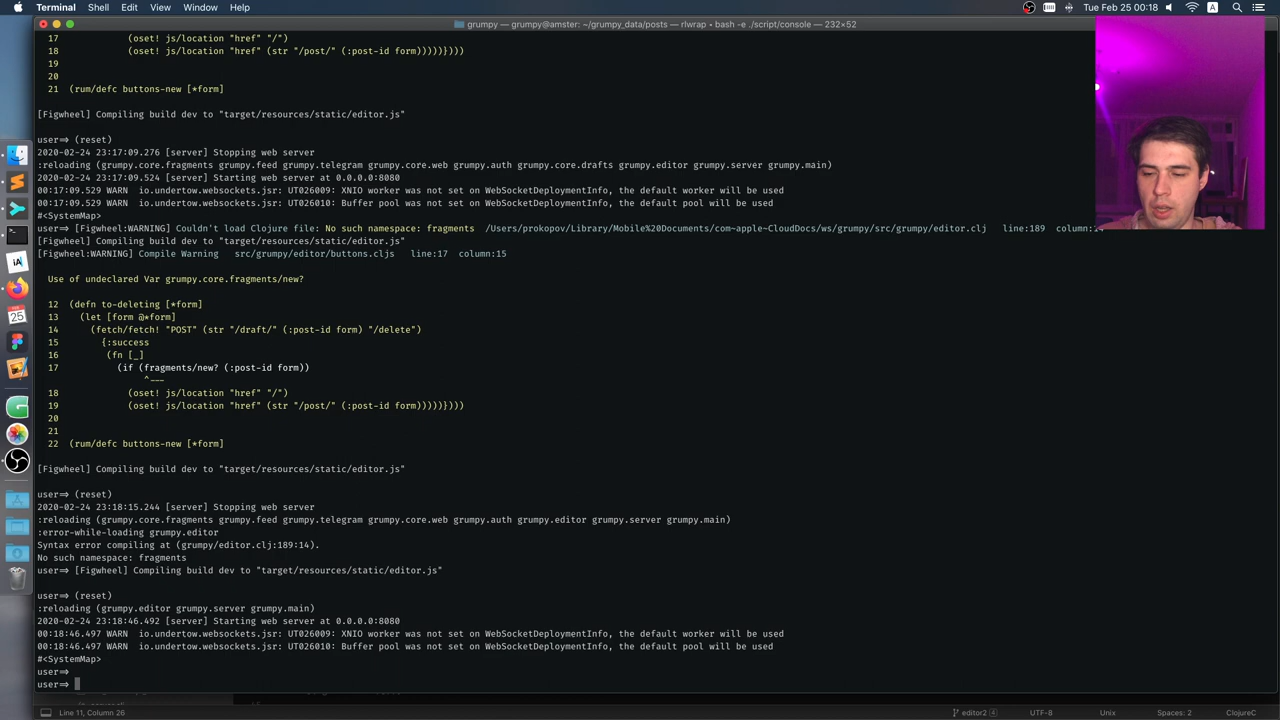 Terminal Shell Edit View Window Help
A Tue Feb 25 00:18
grumpy — grumpy@amster: ~/grumpy_data/posts — rlwrap • bash -e ./script/console — 232×52
17 (oset! js/location "href" "/")
18 (oset! js/location "href" (str "/post/" (:post-id form)))))}))))
19
20
21 (rum/defc buttons-new [*form]
[Figwheel] Compiling build dev to "target/resources/static/editor.js"
user=> (reset)
2020-02-24 23:17:09.276 [server] Stopping web server
:reloading (grumpy.core.fragments grumpy.feed grumpy.telegram grumpy.core.web grumpy.auth grumpy.core.drafts grumpy.editor grumpy.server grumpy.main)
2020-02-24 23:17:09.524 [server] Starting web server at 0.0.0.0:8080
00:17:09.529 WARN io.undertow.websockets.jsr: UT026009: XNIO worker was not set on WebSocketDeploymentInfo, the default worker will be used
00:17:09.529 WARN io.undertow.websockets.jsr: UT026010: Buffer pool was not set on WebSocketDeploymentInfo, the default pool will be used
#<SystemMap>
user=> [Figwheel:WARNING] Couldn't load Clojure file: No such namespace: fragments /Users/prokopov/Library/Mobile%20Documents/com~apple~CloudDocs/ws/grumpy/src/grumpy/editor.clj line:189 column:14
[Figwheel] Compiling build dev to "target/resources/static/editor.js"
[Figwheel:WARNING] Compile Warning src/grumpy/editor/buttons.cljs line:17 column:15
Use of undeclared Var grumpy.core.fragments/new?
12 (defn to-deleting [*form]
13 (let [form @*form]
14 (fetch/fetch! "POST" (str "/draft/" (:post-id form) "/delete")
15 {:success
16 (fn [_]
17 (if (fragments/new? (:post-id form))
^---
18 (oset! js/location "href" "/")
19 (oset! js/location "href" (str "/post/" (:post-id form)))))}))))
20
21
22 (rum/defc buttons-new [*form]
[Figwheel] Compiling build dev to "target/resources/static/editor.js"
user=> (reset)
2020-02-24 23:18:15.244 [server] Stopping web server
:reloading (grumpy.core.fragments grumpy.feed grumpy.telegram grumpy.core.web grumpy.auth grumpy.editor grumpy.server grumpy.main)
:error-while-loading grumpy.editor
Syntax error compiling at (grumpy/editor.clj:189:14).
No such namespace: fragments
user=> [Figwheel] Compiling build dev to "target/resources/static/editor.js"
user=> (reset)
:reloading (grumpy.editor grumpy.server grumpy.main)
2020-02-24 23:18:46.492 [server] Starting web server at 0.0.0.0:8080
00:18:46.497 WARN io.undertow.websockets.jsr: UT026009: XNIO worker was not set on WebSocketDeploymentInfo, the default worker will be used
00:18:46.497 WARN io.undertow.websockets.jsr: UT026010: Buffer pool was not set on WebSocketDeploymentInfo, the default pool will be used
#<SystemMap>
user=>
user=>
Line 11, Column 26 editor2 4 UTF-8 Unix Spaces: 2 ClojureC